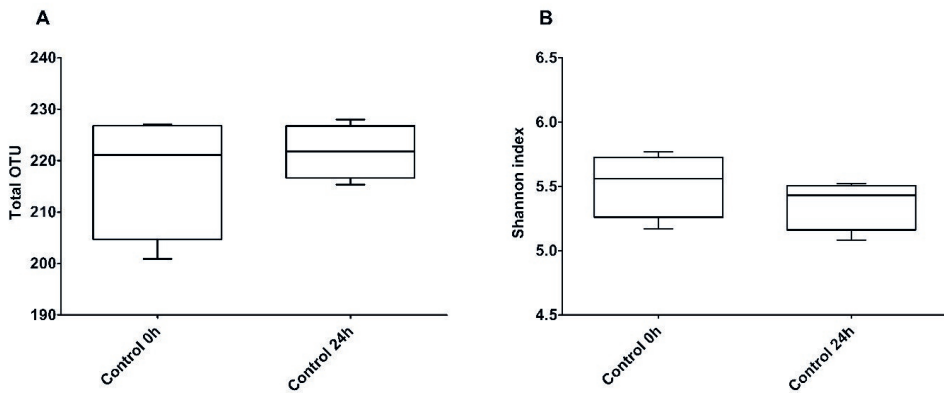 A
240
230
220
210
200
190
Total OTU
Control 0h
Control 24h
B
6.5
6.0
5.5
5.0
4.5
Shannon index
Control 0h
Control 24h